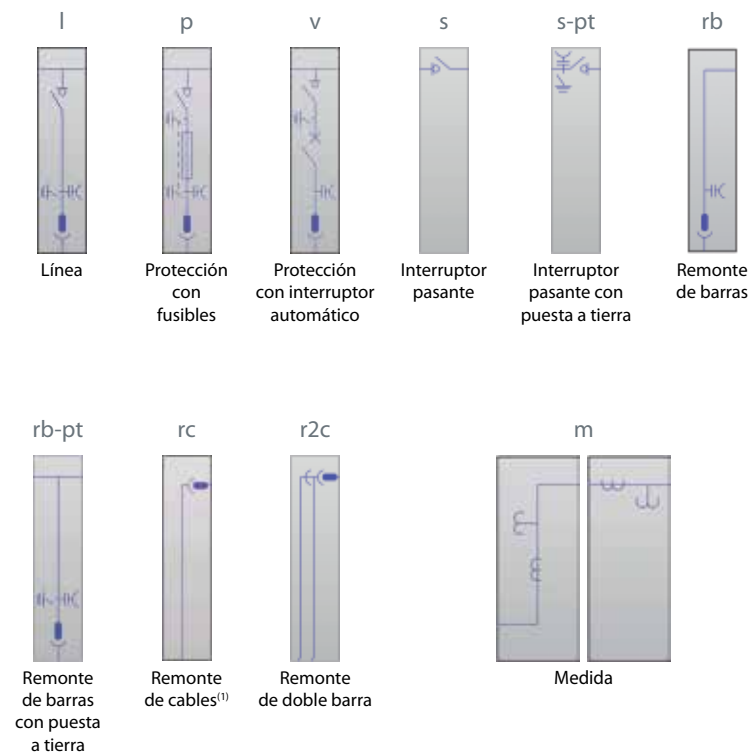 l
p
v
s
s-pt
rb
Línea
Protección
con
fusibles
Protección
con interruptor
automático
Interruptor
pasante
Interruptor
pasante con
puesta a tierra
Remonte
de barras
rb-pt
rc
r2c
m
Remonte
de barras
con puesta
a tierra
Remonte
de cables(1)
Remonte
de doble barra
Medida